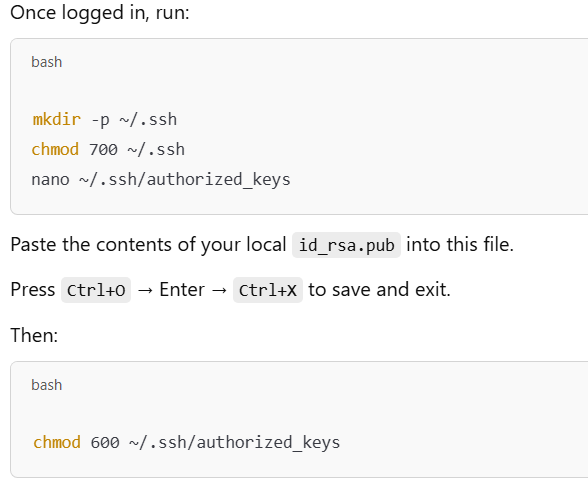 Once logged in, run:
bash
mkdir -p ~/.ssh
chmod 700 ~/.ssh
nano ~/.ssh/authorized_keys
Paste the contents of your local id_rsa.pub into this file.
Press Ctrl+O → Enter → Ctrl+X to save and exit.
Then:
bash
chmod 600 ~/.ssh/authorized_keys